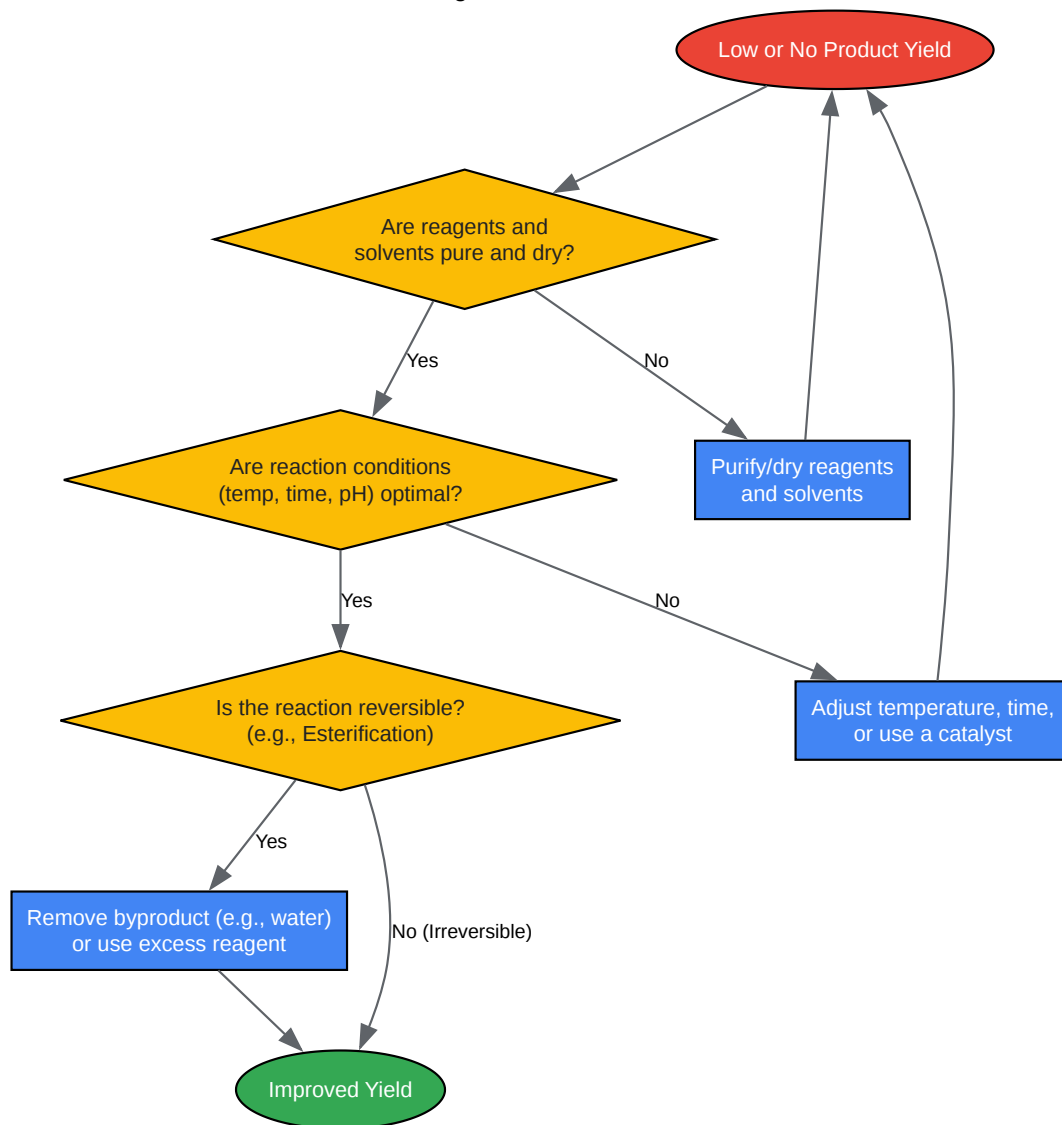 Low or No Product Yield
Are reagents and
solvents pure and dry?
Yes
No
Are reaction conditions
(temp, time, pH) optimal?
Purify/dry reagents
and solvents
Yes
No
Is the reaction reversible?
(e.g., Esterification)
Adjust temperature, time,
or use a catalyst
Yes
Remove byproduct (e.g., water)
or use excess reagent
No (Irreversible)
Improved Yield